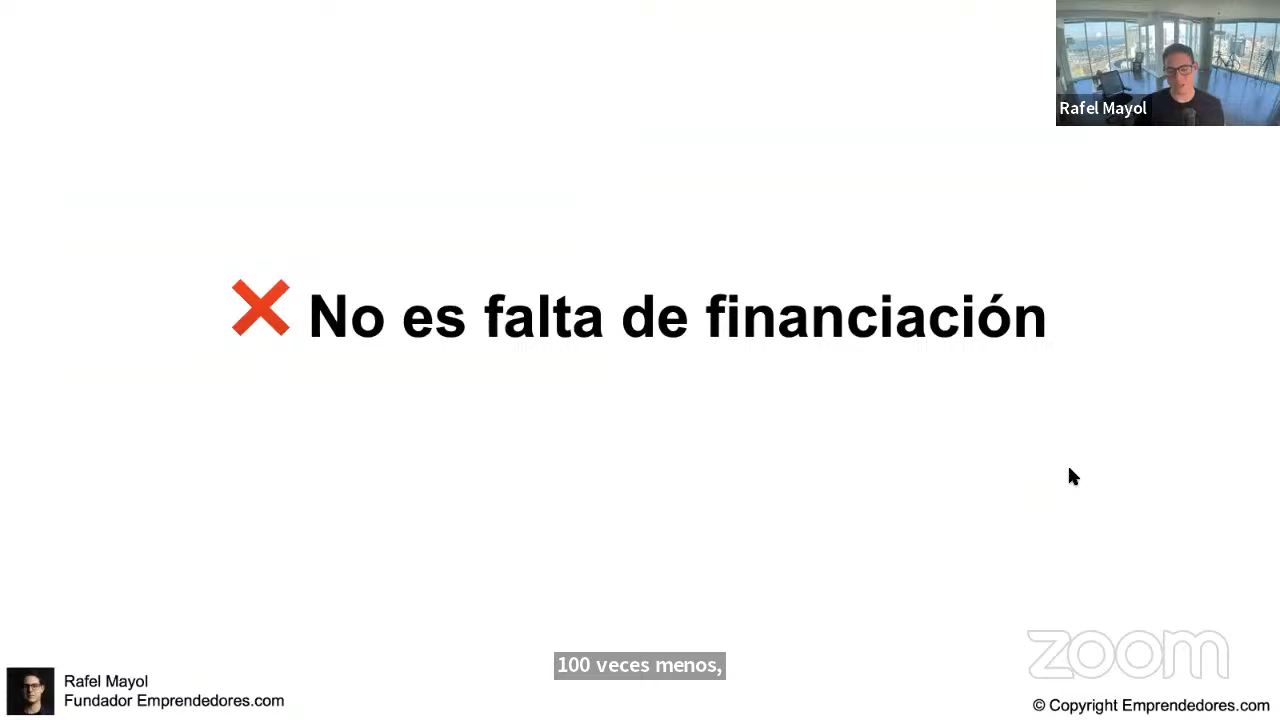 Rafel Mayol
❌ No es falta de financiación
100 veces menos,
zoom
Rafel Mayol
Fundador Emprendedores.com
© Copyright Emprendedores.com